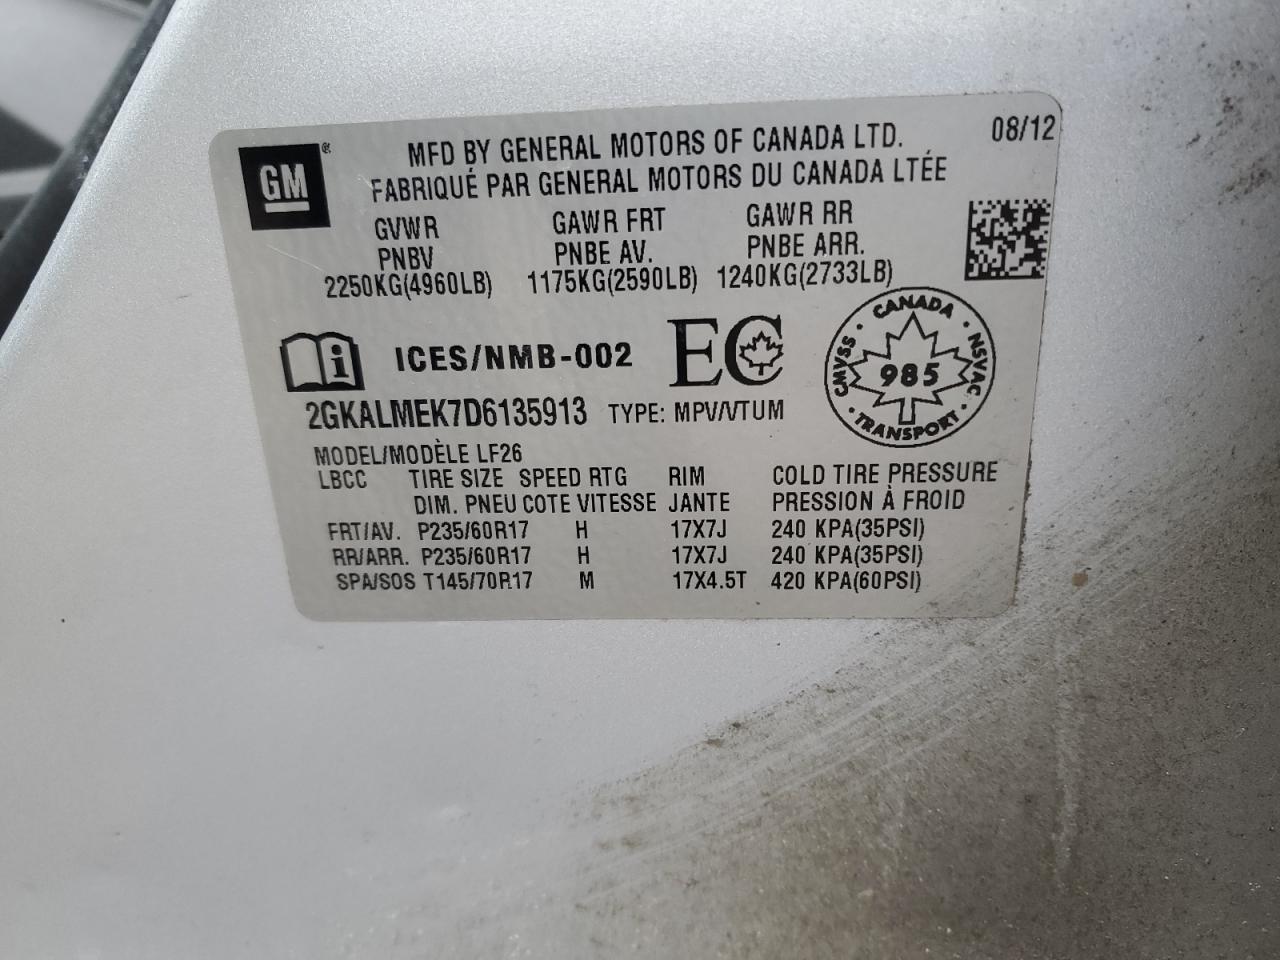 GM®
MFD BY GENERAL MOTORS OF CANADA LTD. 08/12
FABRIQUÉ PAR GENERAL MOTORS DU CANADA LTÉE
GVWR GAWR FRT GAWR RR
PNBV PNBE AV. PNBE ARR.
2250KG(4960LB) 1175KG(2590LB) 1240KG(2733LB)
ICES/NMB-002 EC
CANADA · NSVAC · TRANSPORT · CMVSS ·
985
2GKALMEK7D6135913 TYPE: MPV/VTUM
MODEL/MODÈLE LF26
LBCC TIRE SIZE SPEED RTG RIM COLD TIRE PRESSURE
DIM. PNEU COTE VITESSE JANTE PRESSION À FROID
FRT/AV. P235/60R17 H 17X7J 240 KPA(35PSI)
RR/ARR. P235/60R17 H 17X7J 240 KPA(35PSI)
SPA/SOS T145/70R17 M 17X4.5T 420 KPA(60PSI)